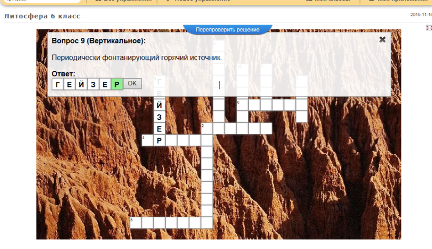 Литосфера 6 класс
Перепроверить решение
Вопрос 9 (Вертикальное):
Периодически фонтанирующий горячий источник.
Ответ:
Г Е Й З Е Р OK
Й
З
Е
Р